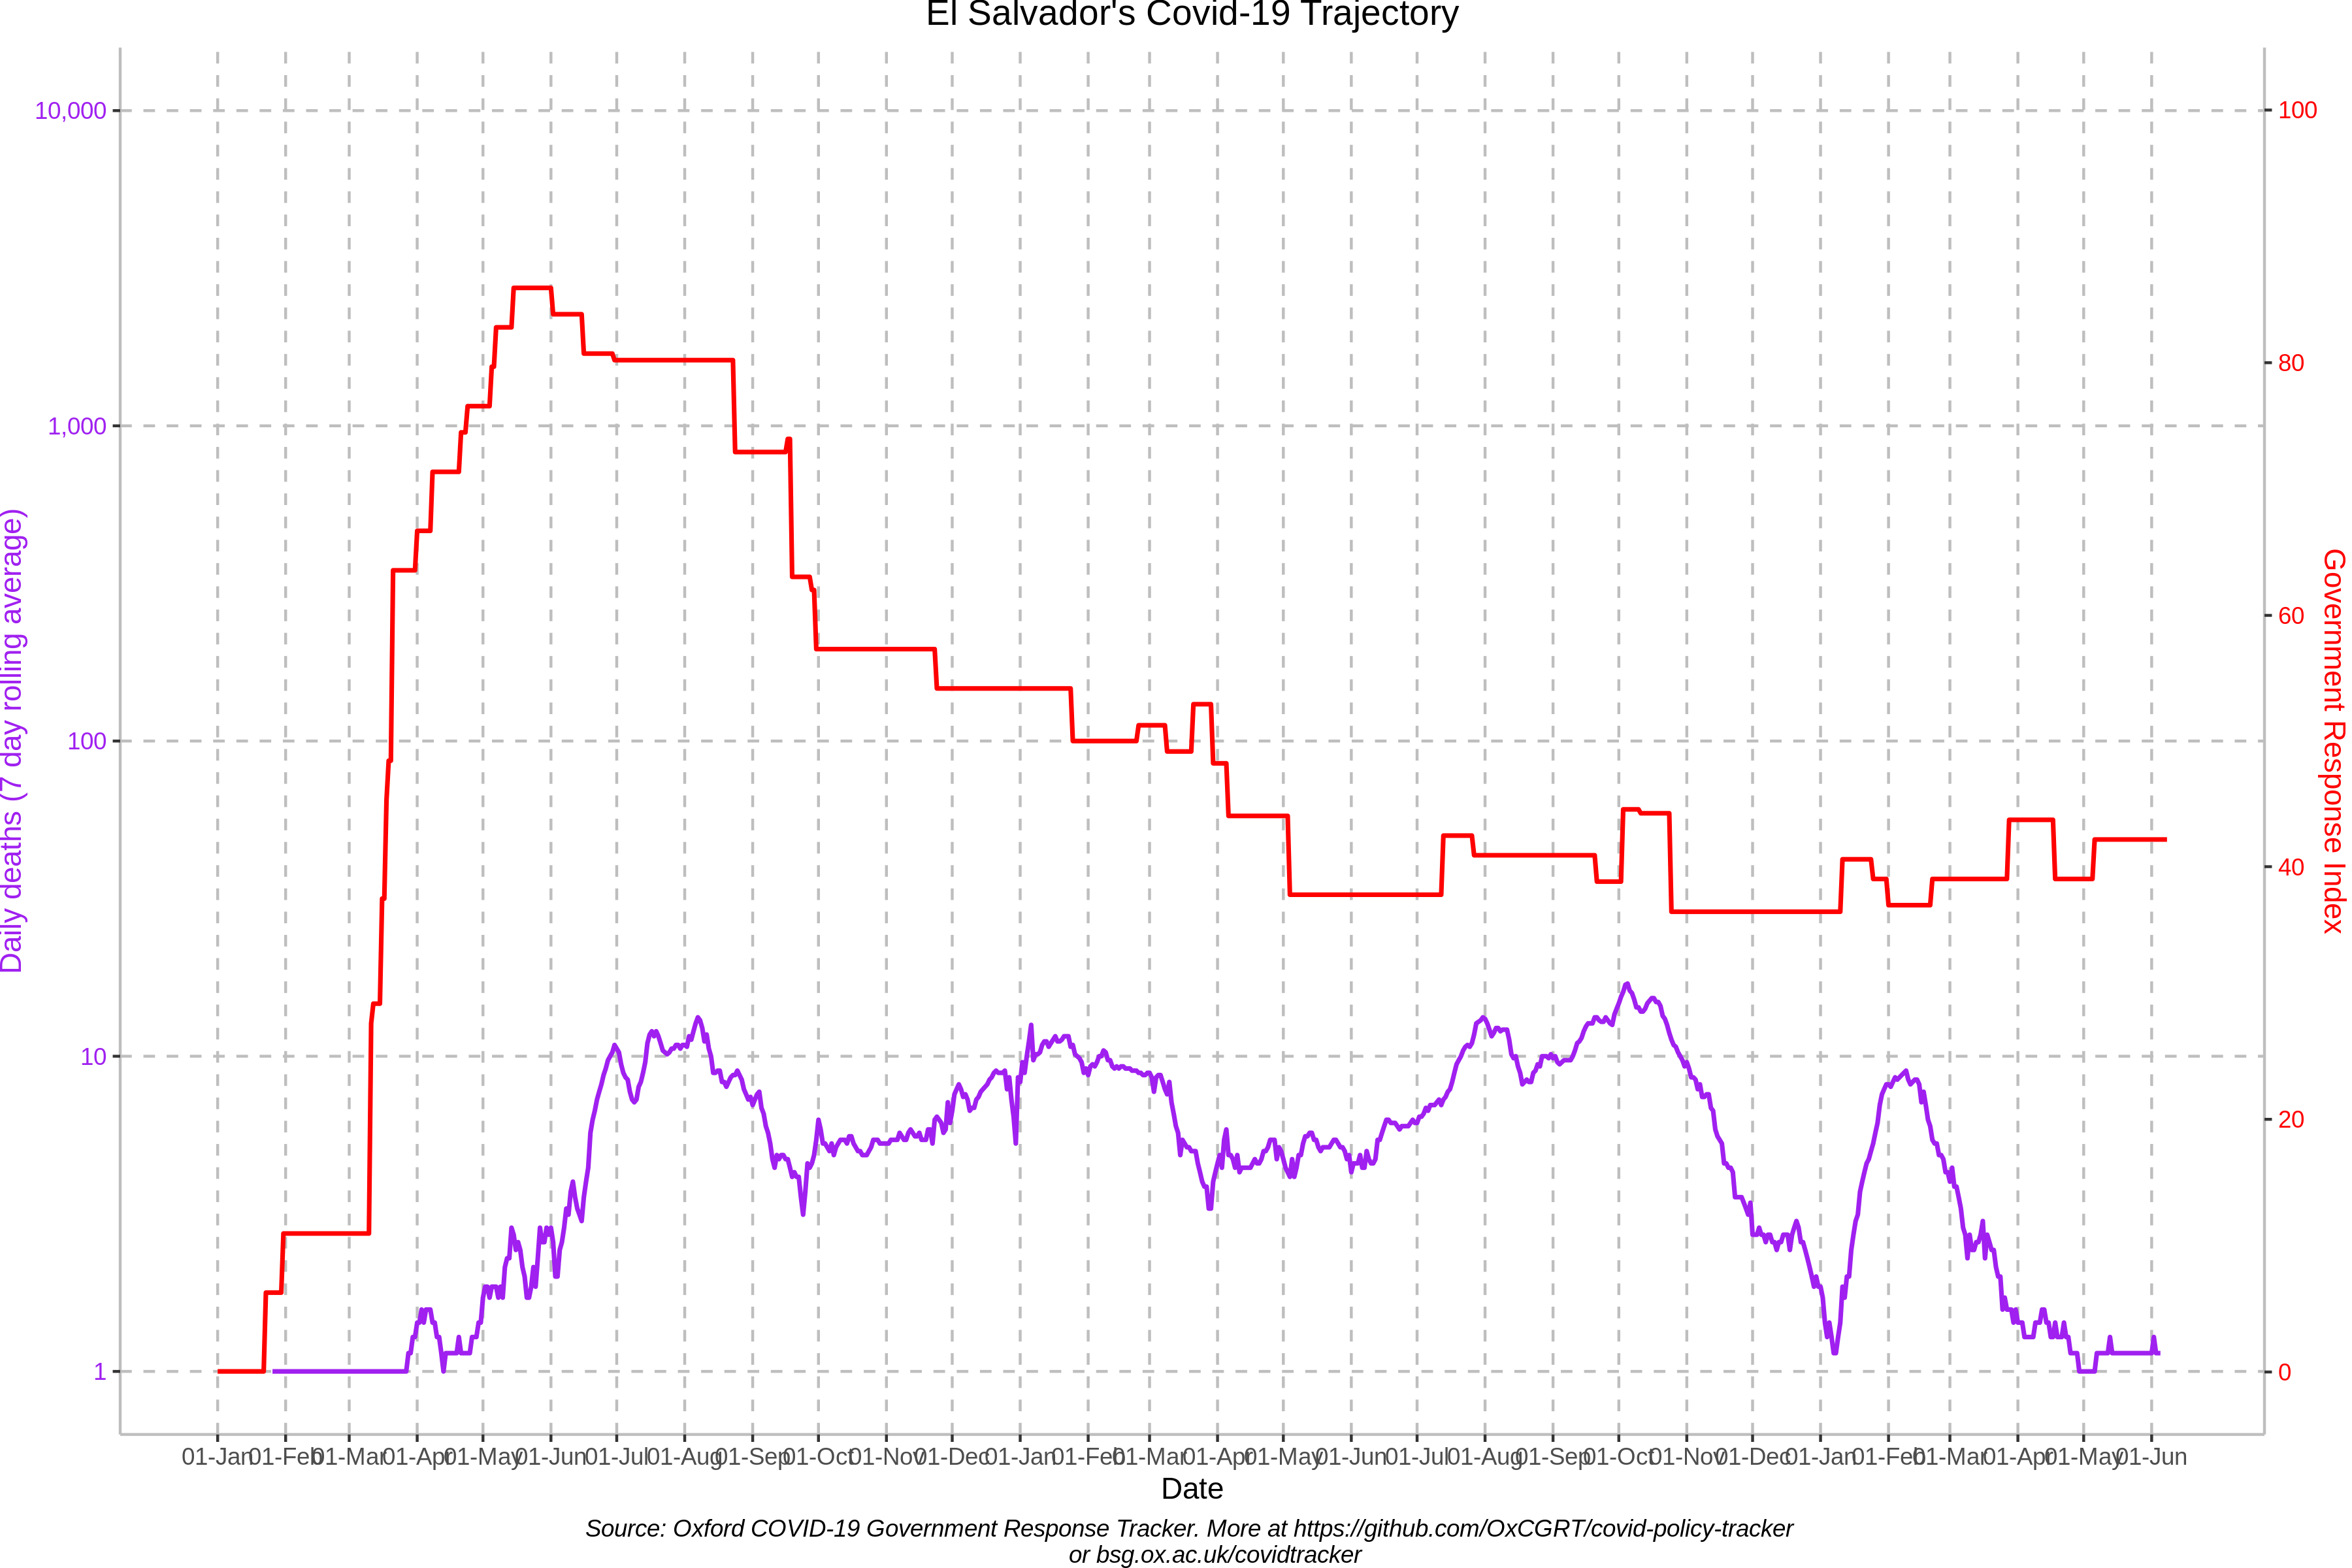 El Salvador's Covid-19 Trajectory
10,000
1,000
100
10
1
Daily deaths (7 day rolling average)
100
80
60
40
20
0
Government Response Index
01-Jan 01-Feb 01-Mar 01-Apr 01-May 01-Jun 01-Jul 01-Aug 01-Sep 01-Oct 01-Nov 01-Dec 01-Jan 01-Feb 01-Mar 01-Apr 01-May 01-Jun 01-Jul 01-Aug 01-Sep 01-Oct 01-Nov 01-Dec 01-Jan 01-Feb 01-Mar 01-Apr 01-May 01-Jun
Date
Source: Oxford COVID-19 Government Response Tracker. More at https://github.com/OxCGRT/covid-policy-tracker
or bsg.ox.ac.uk/covidtracker